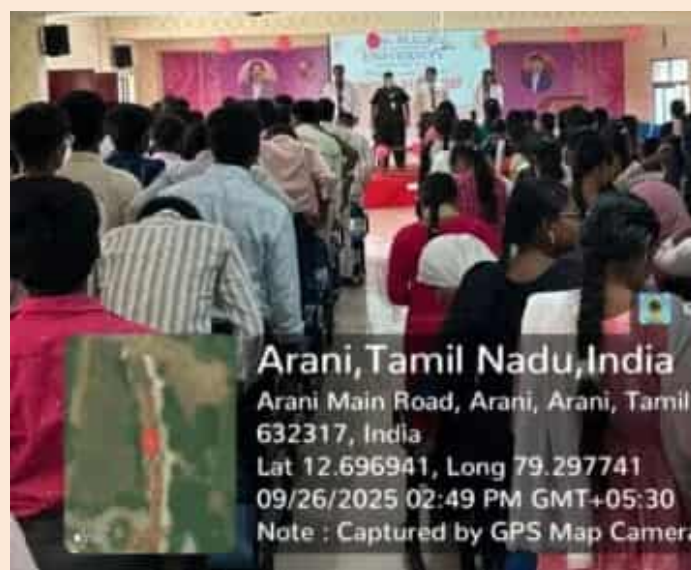 UNIVERSITY
Arani,Tamil Nadu,India
Arani Main Road, Arani, Arani, Tamil
632317, India
Lat 12.696941, Long 79.297741
09/26/2025 02:49 PM GMT+05:30
Note : Captured by GPS Map Camera